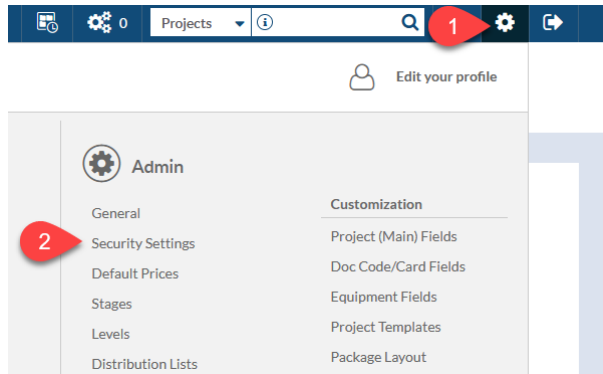 0 Projects 1
Edit your profile
Admin
General
2 Security Settings
Default Prices
Stages
Levels
Distribution Lists
Customization
Project (Main) Fields
Doc Code/Card Fields
Equipment Fields
Project Templates
Package Layout